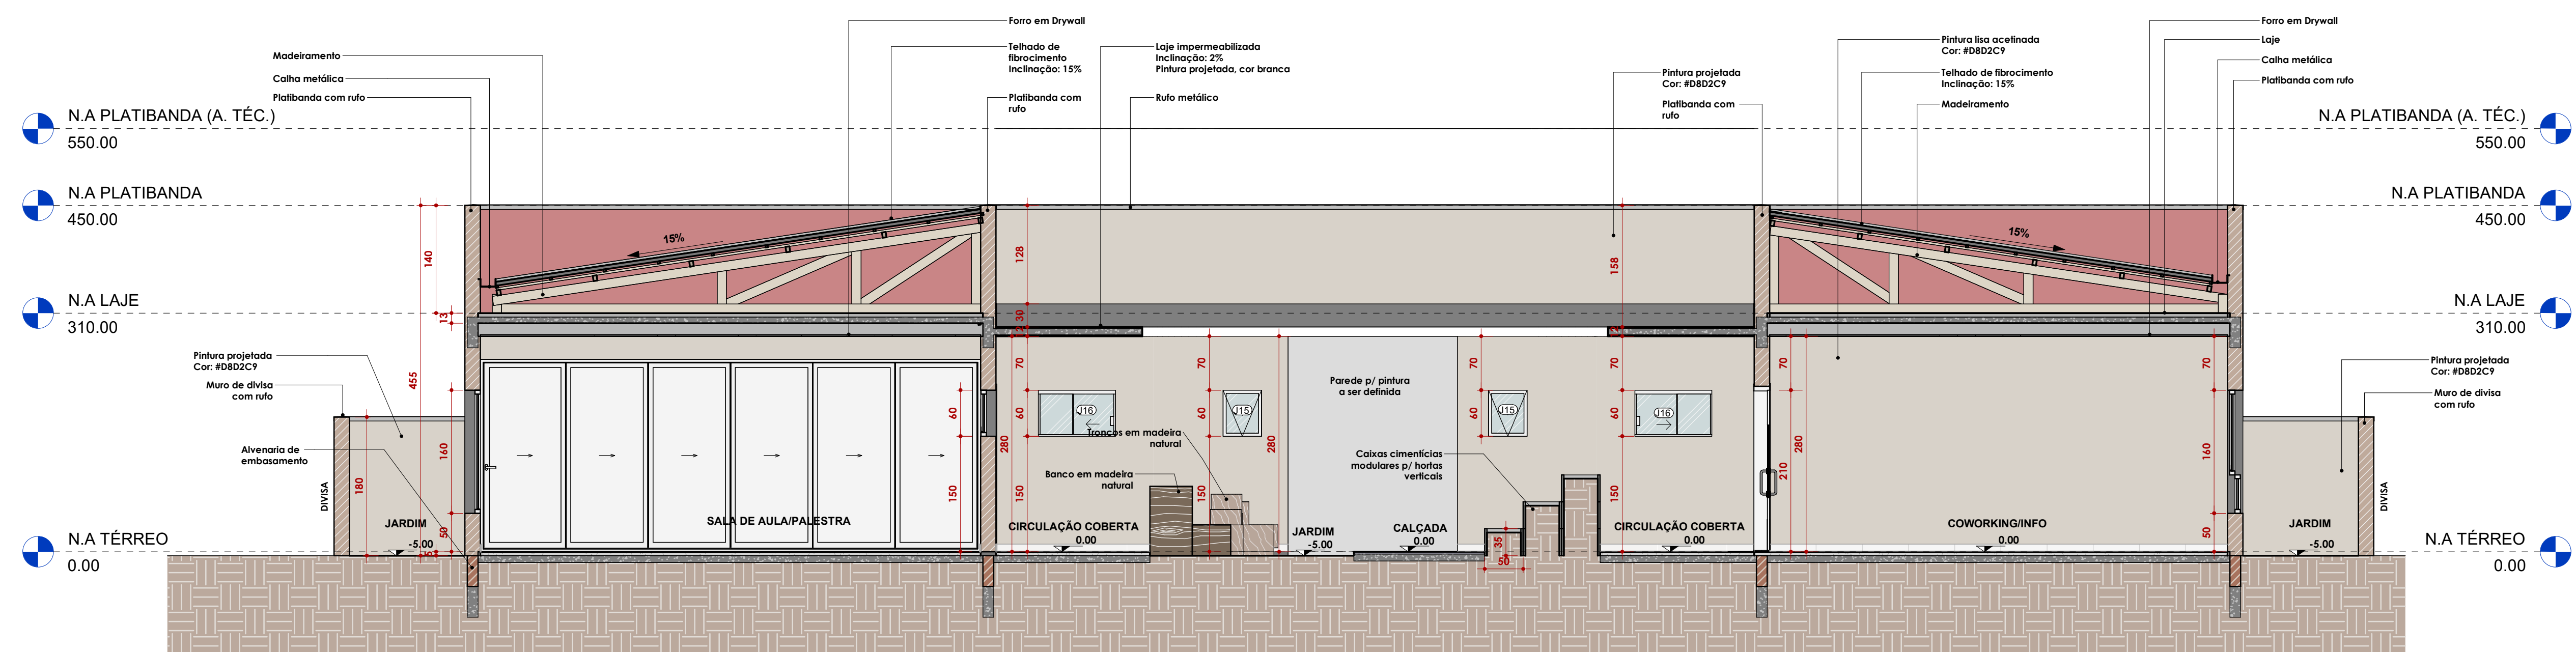 Forro em Drywall
Madeiramento
Calha metálica
Platibanda com rufo
Telhado de
fibrocimento
Inclinação: 15%
Platibanda com
rufo
Laje impermeabilizada
Inclinação: 2%
Pintura projetada, cor branca
Rufo metálico
Pintura projetada
Cor: #D8D2C9
Platibanda com
rufo
Pintura lisa acetinada
Cor: #D8D2C9
Telhado de fibrocimento
Inclinação: 15%
Madeiramento
Forro em Drywall
Laje
Calha metálica
Platibanda com rufo
N.A PLATIBANDA (A. TÉC.)
550.00
N.A PLATIBANDA (A. TÉC.)
550.00
N.A PLATIBANDA
450.00
N.A PLATIBANDA
450.00
15%
15%
140
128
158
N.A LAJE
310.00
N.A LAJE
310.00
13
30
Pintura projetada
Cor: #D8D2C9
Muro de divisa
com rufo
Alvenaria de
embasamento
455
180
160
50
5
DIVISA
JARDIM
-5.00
SALA DE AULA/PALESTRA
60
150
280
70
60
150
J16
CIRCULAÇÃO COBERTA
0.00
Banco em madeira
natural
Troncos em madeira
natural
70
60
150
J15
280
JARDIM
-5.00
Parede p/ pintura
a ser definida
CALÇADA
0.00
70
60
J15
Caixas cimentícias
modulares p/ hortas
verticais
35
50
70
60
150
J16
CIRCULAÇÃO COBERTA
0.00
70
210
280
COWORKING/INFO
0.00
70
160
50
Pintura projetada
Cor: #D8D2C9
Muro de divisa
com rufo
JARDIM
-5.00
DIVISA
N.A TÉRREO
0.00
N.A TÉRREO
0.00